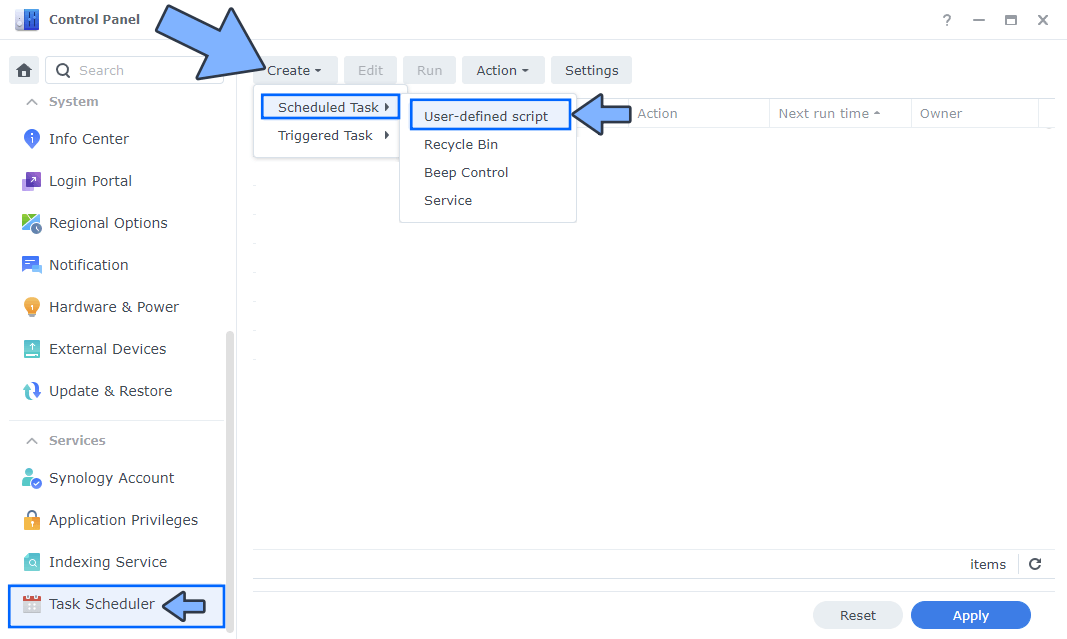 Control Panel
?
Search
Create
Edit
Run
Action
Settings
System
Info Center
Login Portal
Regional Options
Notification
Hardware & Power
External Devices
Update & Restore
Services
Synology Account
Application Privileges
Indexing Service
Task Scheduler
Scheduled Task
Triggered Task
User-defined script
Recycle Bin
Beep Control
Service
Action
Next run time
Owner
items
Reset
Apply